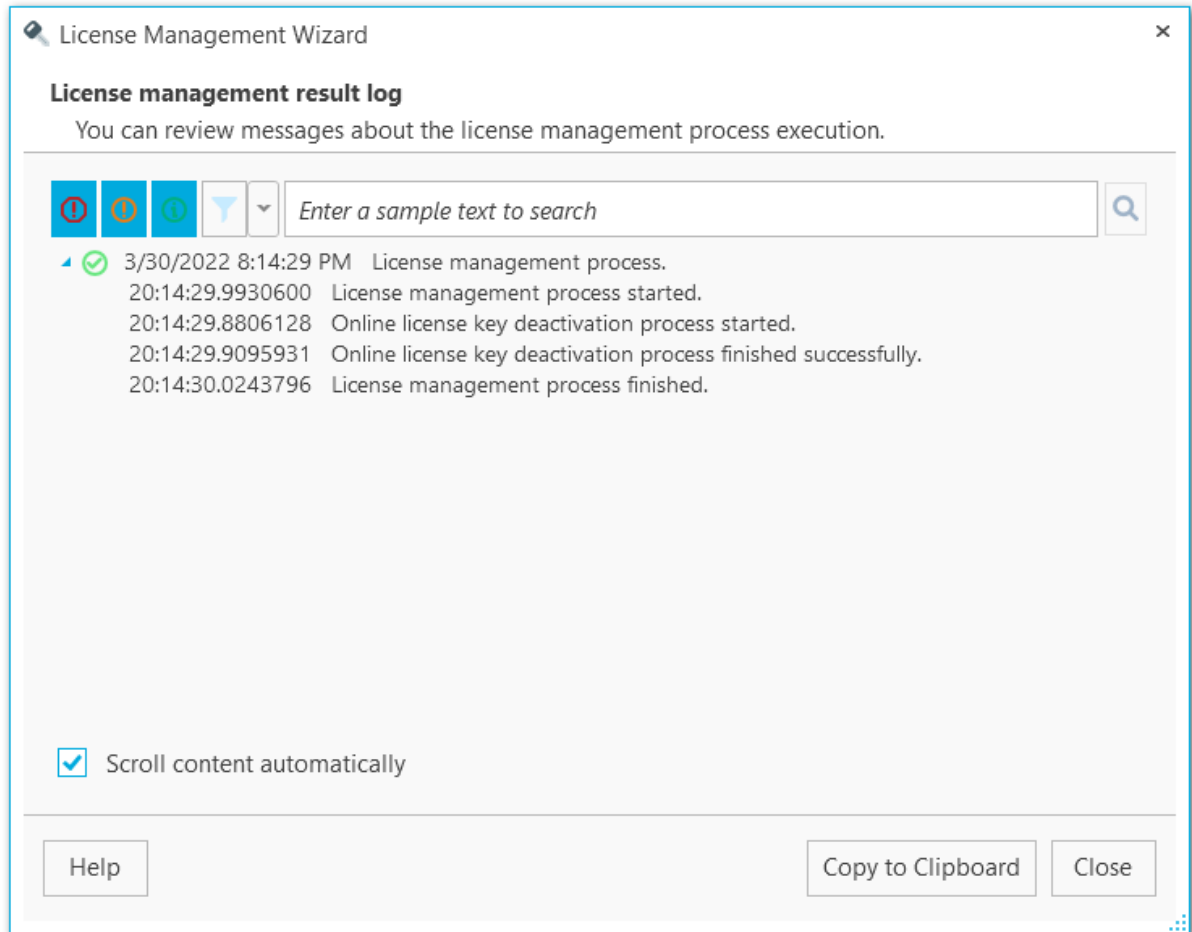 License Management Wizard
License management result log
You can review messages about the license management process execution.
Enter a sample text to search
3/30/2022 8:14:29 PM License management process.
20:14:29.9930600 License management process started.
20:14:29.8806128 Online license key deactivation process started.
20:14:29.9095931 Online license key deactivation process finished successfully.
20:14:30.0243796 License management process finished.
Scroll content automatically
Help Copy to Clipboard Close